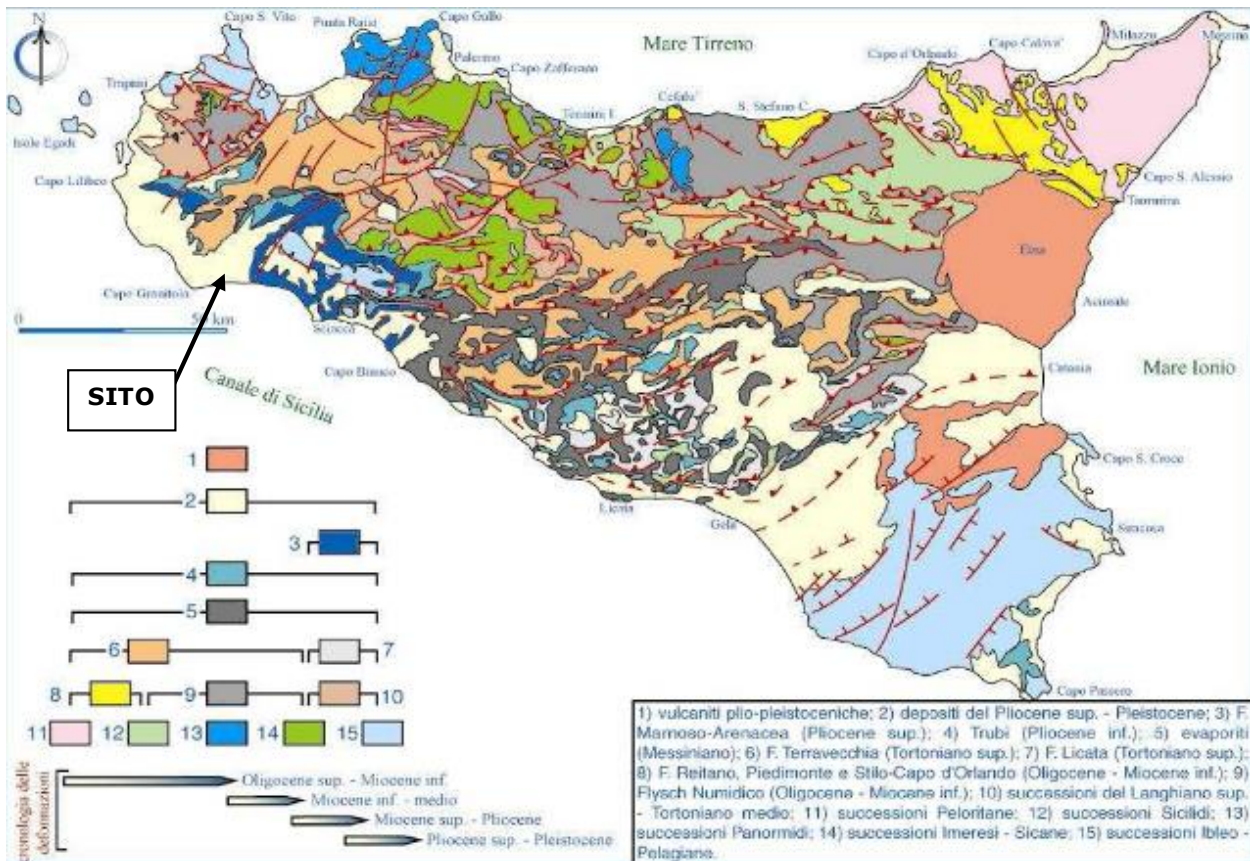 N
Capo S. Vito
Punta Raisi
Capo Gallo
Palermo
Capo Zafferano
Mare Tirreno
Capo d'Orlando
Capo Calavà
Milazzo
Messina
Trapani
Isole Egadi
Termini I.
Cefalu'
S. Stefano C.
Capo Lilibeo
Capo S. Alessio
Taormina
Etna
Acireale
Capo Granitola
0
50 km
Sciacca
Capo Bianco
SITO
Canale di Sicilia
Mare Ionio
Catania
Capo S. Croce
Licata
Gela
Siracusa
Capo Passero
1
2
3
4
5
6
7
8
9
10
11
12
13
14
15
cronologia delle
deformazioni
Oligocene sup. - Miocene inf.
Miocene inf. - medio
Miocene sup. - Pliocene
Pliocene sup. - Pleistocene
1) vulcaniti plio-pleistoceniche; 2) depositi del Pliocene sup. - Pleistocene; 3) F.
Marnoso-Arenacea (Pliocene sup.); 4) Trubi (Pliocene inf.); 5) evaporiti
(Messiniano); 6) F. Terravecchia (Tortoniano sup.); 7) F. Licata (Tortoniano sup.);
8) F. Reitano, Piedimonte e Stilo-Capo d'Orlando (Oligocene - Miocene inf.); 9)
Flysch Numidico (Oligocene - Miocene inf.); 10) successioni del Langhiano sup.
- Tortoniano medio; 11) successioni Peloritane; 12) successioni Sicilidi; 13)
successioni Panormidi; 14) successioni Imeresi - Sicane; 15) successioni Ibleo -
Pelagiane.